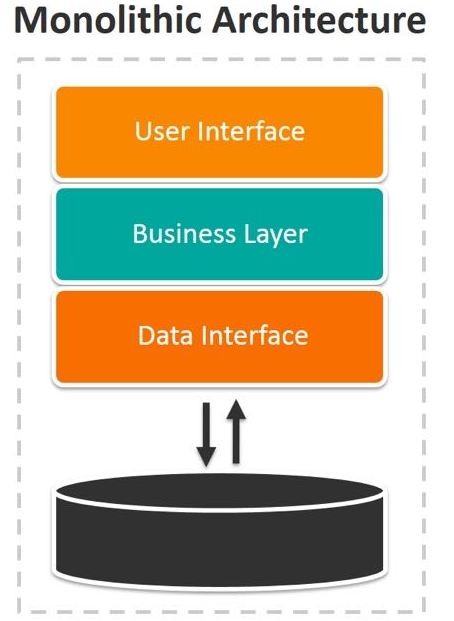 Monolithic Architecture
User Interface
Business Layer
Data Interface